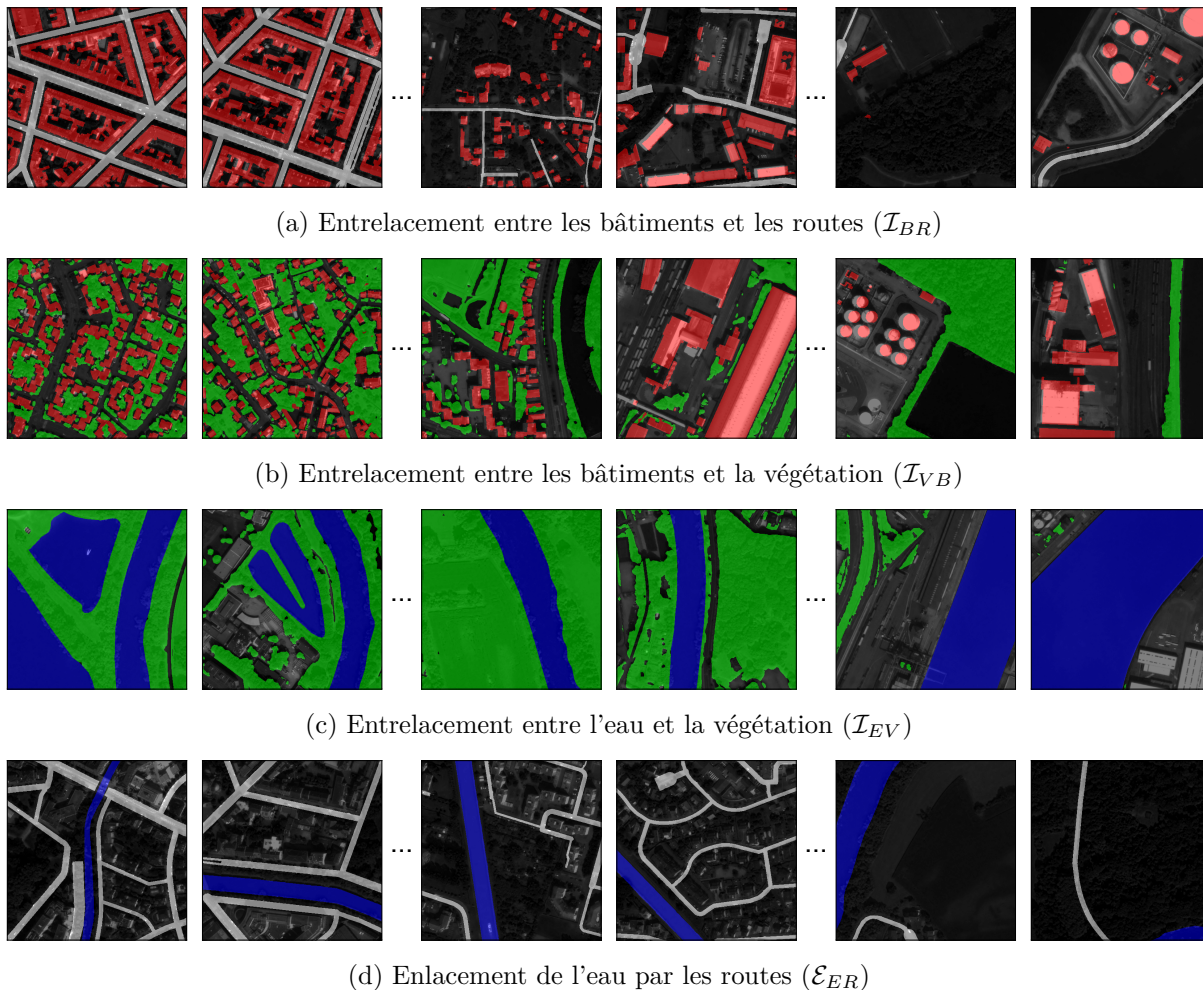 ... ...
(a) Entrelacement entre les bâtiments et les routes (I_BR)
... ...
(b) Entrelacement entre les bâtiments et la végétation (I_VB)
... ...
(c) Entrelacement entre l'eau et la végétation (I_EV)
... ...
(d) Enlacement de l'eau par les routes (E_ER)